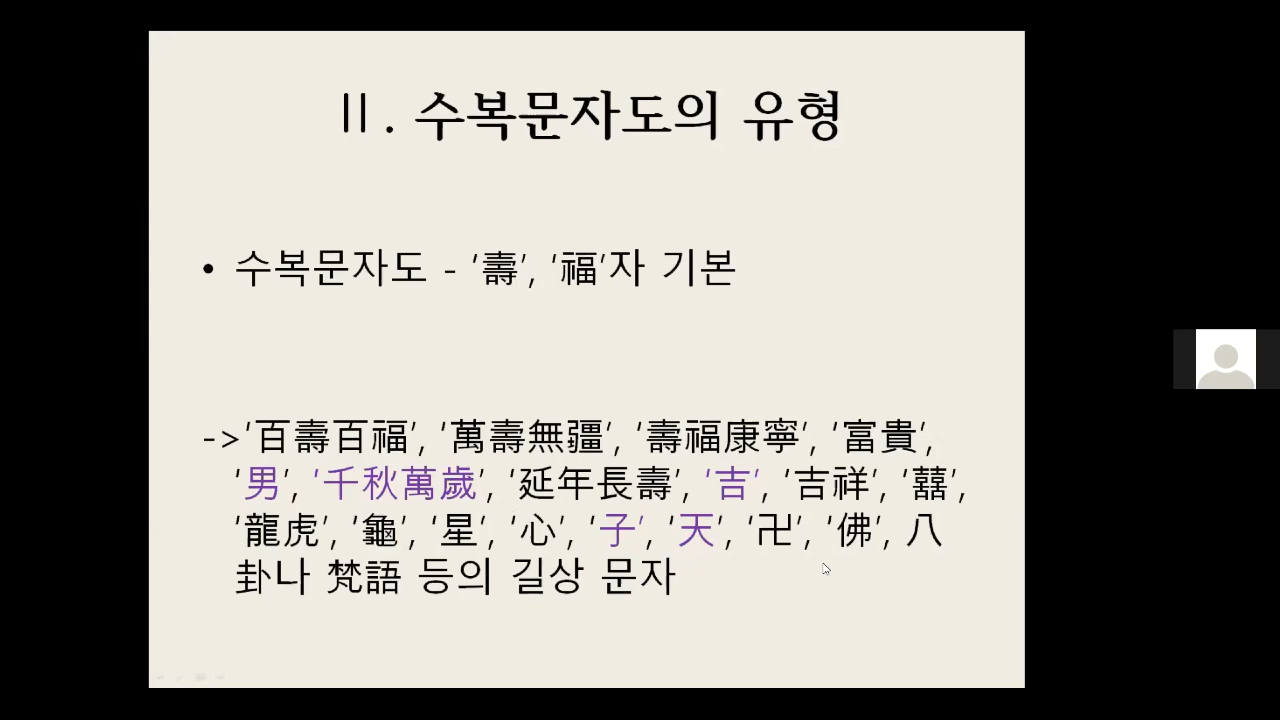 Ⅱ. 수복문자도의 유형
• 수복문자도 - ‘壽’, ‘福’자 기본
->‘百壽百福’, ‘萬壽無疆’, ‘壽福康寧’, ‘富貴’,
‘男’, ‘千秋萬歲’, ‘延年長壽’, ‘吉’, ‘吉祥’, ‘囍’,
‘龍虎’, ‘龜’, ‘星’, ‘心’, ‘子’, ‘天’, ‘卍’, ‘佛’, 八
卦나 梵語 등의 길상 문자